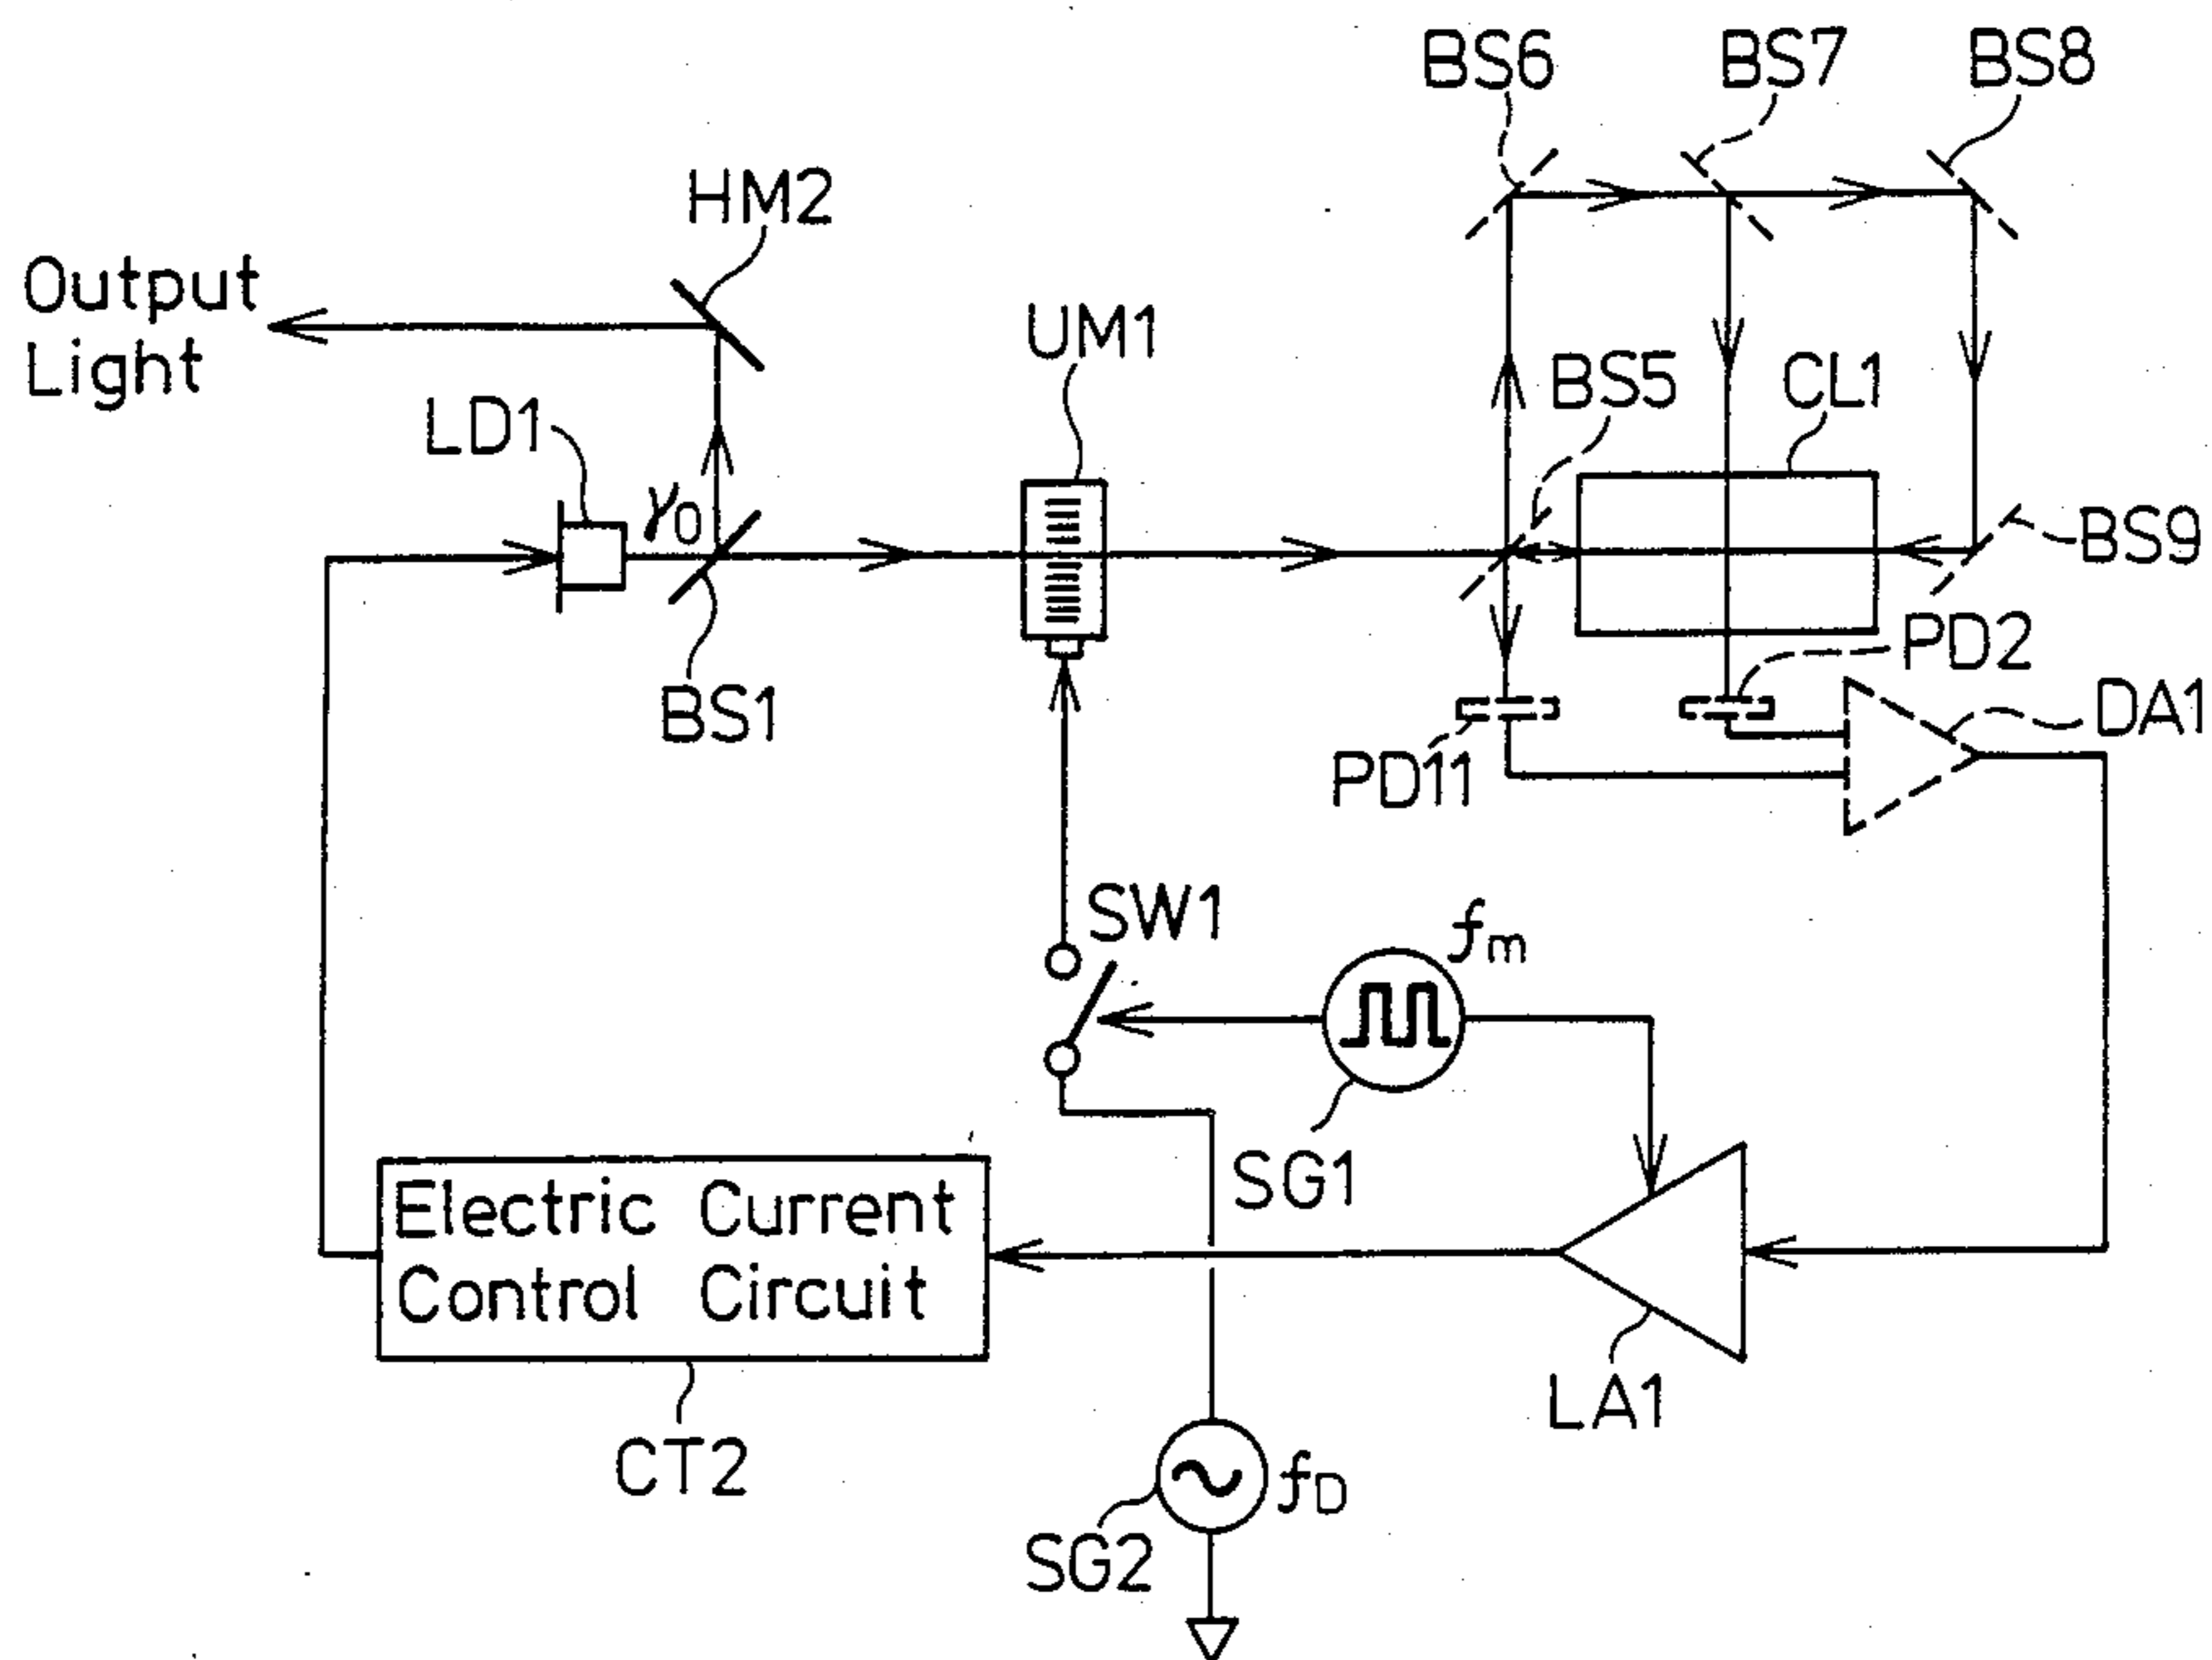 BS6
BS7
BS8
HM2
Output
Light
UM1
LD1
γ0
BS5
CL1
BS9
BS1
PD2
DA1
PD11
SW1
fm
SG1
Electric Current
Control Circuit
LA1
CT2
fD
SG2